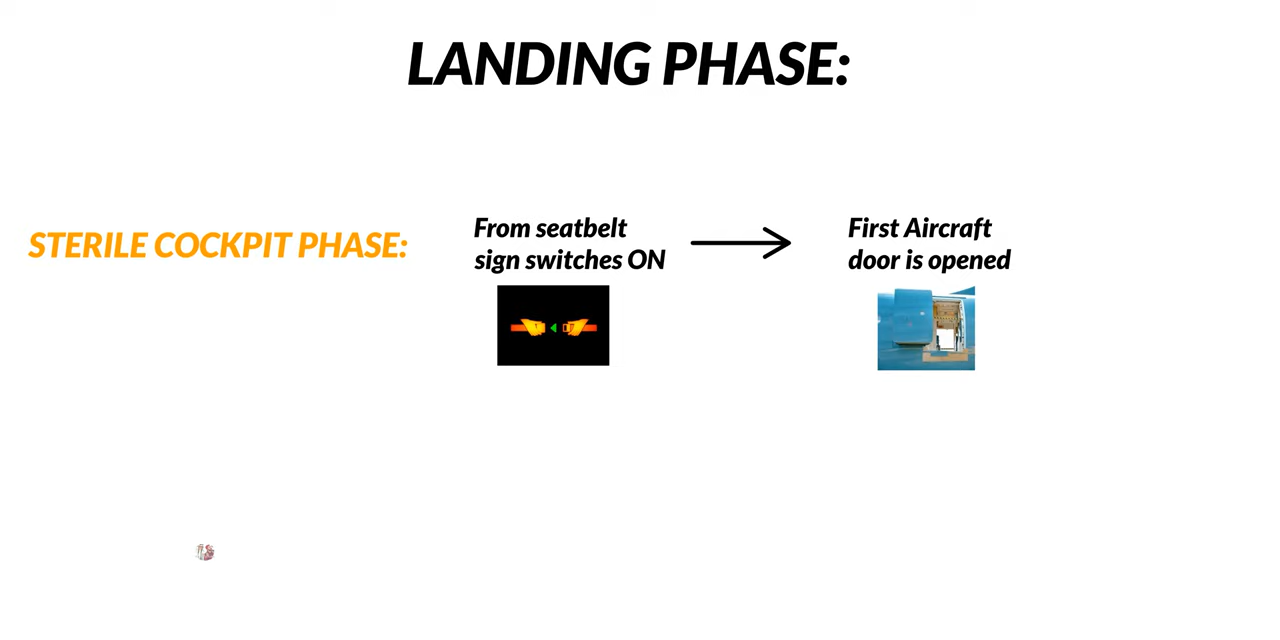 LANDING PHASE:
STERILE COCKPIT PHASE:
From seatbelt
sign switches ON
First Aircraft
door is opened